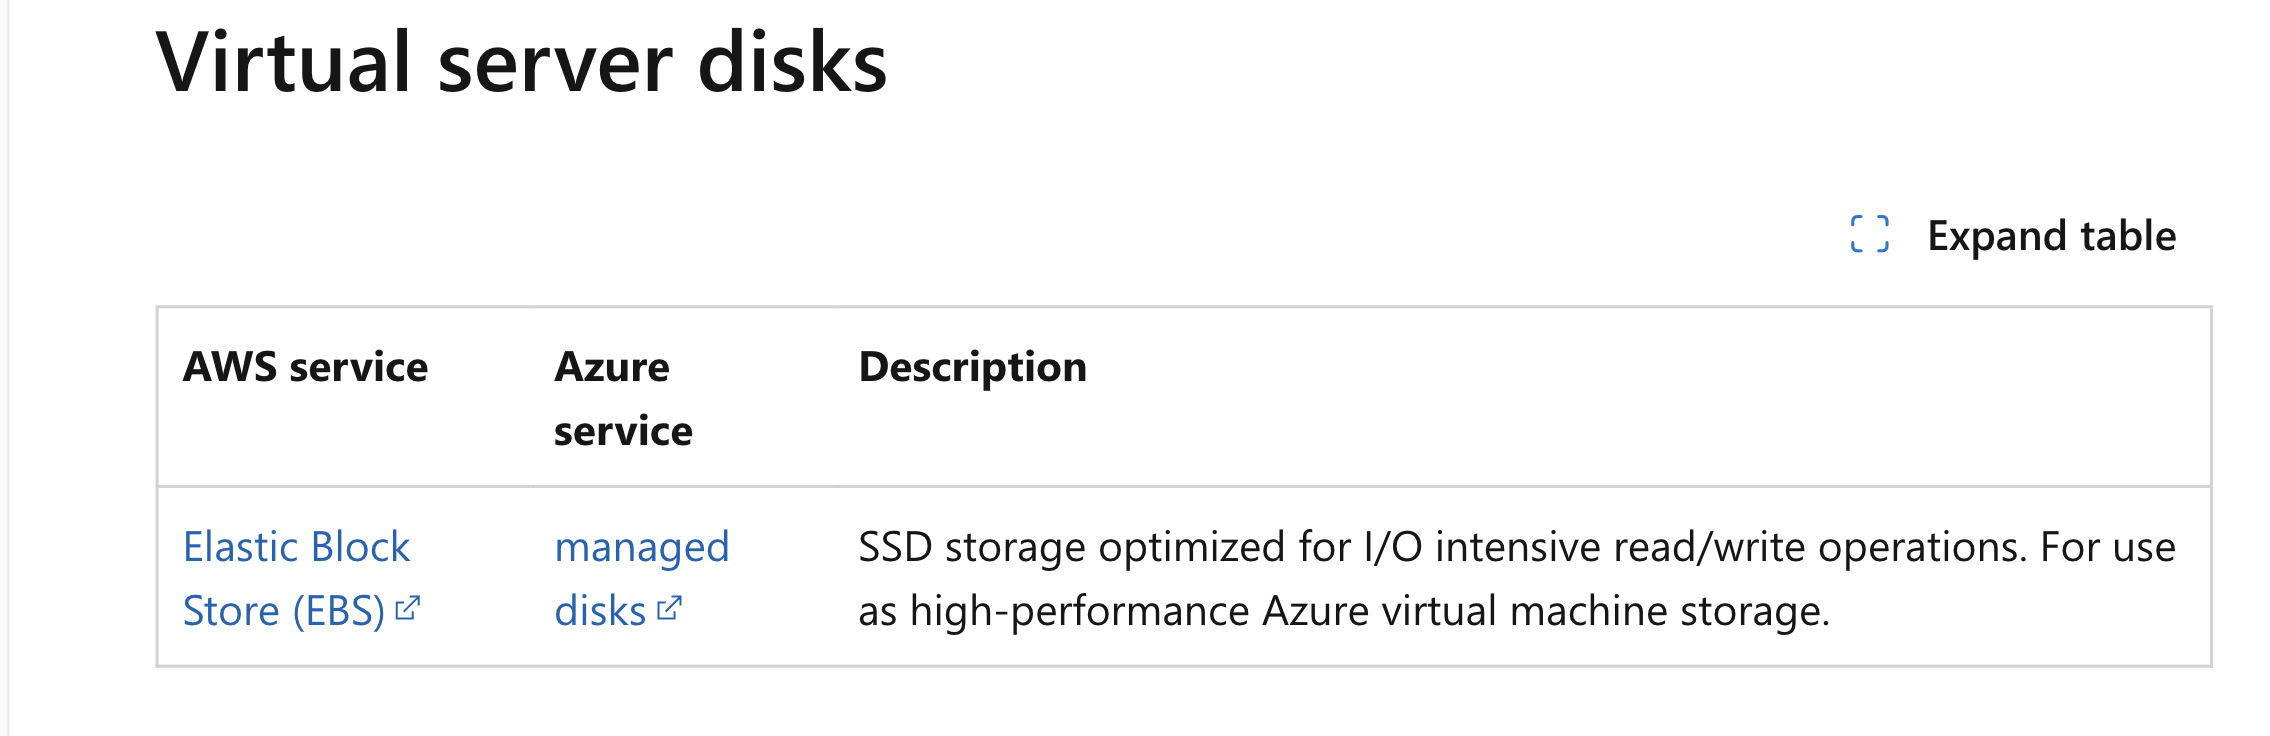 Virtual server disks
Expand table
AWS service
Azure
service
Description
Elastic Block
Store (EBS)
managed
disks
SSD storage optimized for I/O intensive read/write operations. For use
as high-performance Azure virtual machine storage.